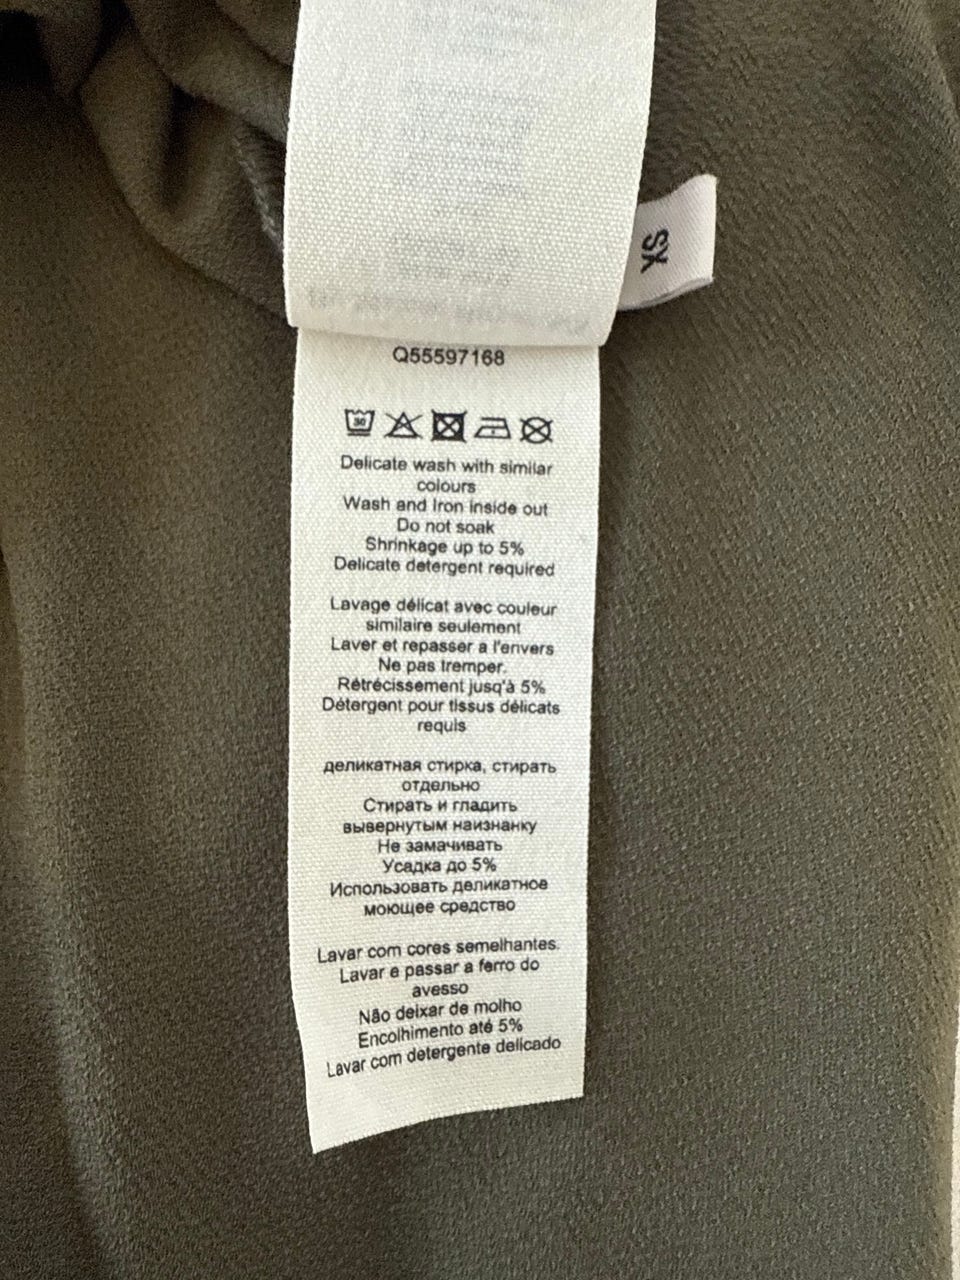 XS
Q55597168
30
Delicate wash with similar
colours
Wash and Iron inside out
Do not soak
Shrinkage up to 5%
Delicate detergent required
Lavage délicat avec couleur
similaire seulement
Laver et repasser a l'envers
Ne pas tremper.
Rétrécissement jusq'à 5%
Détergent pour tissus délicats
requis
деликатная стирка, стирать
отдельно
Стирать и гладить
вывернутым наизнанку
Не замачивать
Усадка до 5%
Использовать деликатное
моющее средство
Lavar com cores semelhantes.
Lavar e passar a ferro do
avesso
Não deixar de molho
Encolhimento até 5%
Lavar com detergente delicado